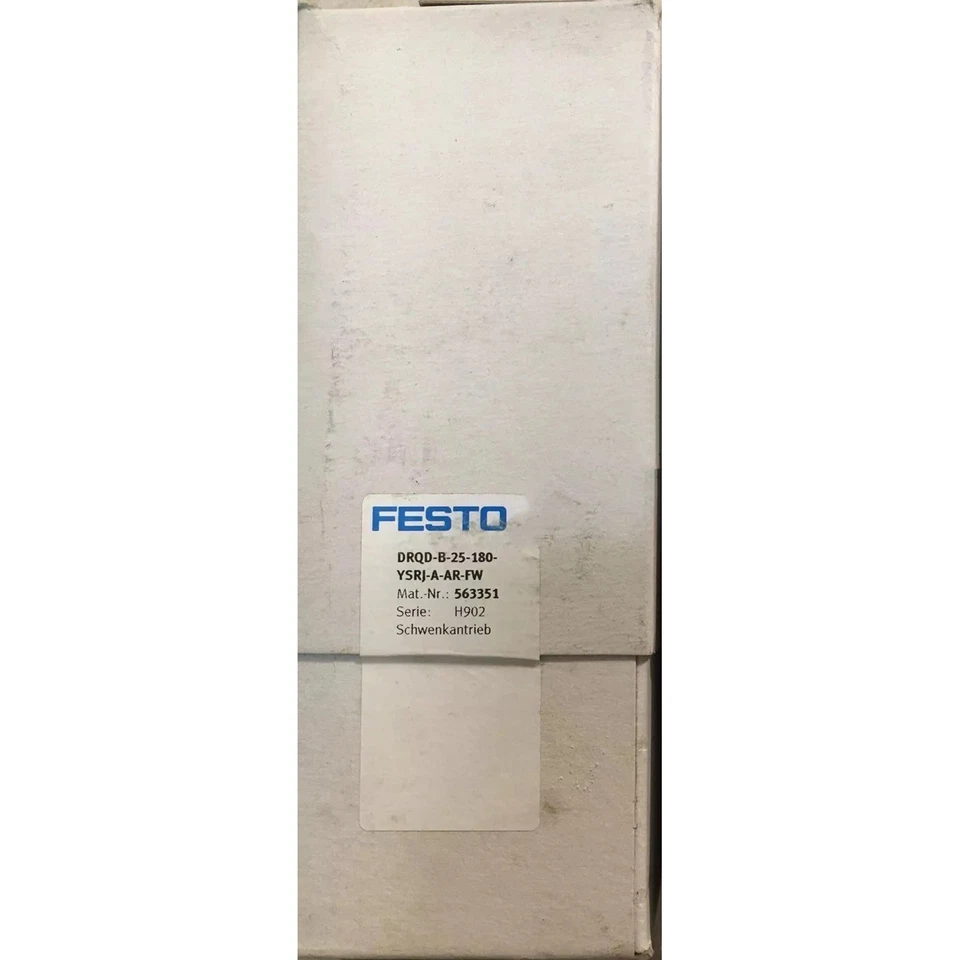 FESTO
DRQD-B-25-180-
YSRJ-A-AR-FW
Mat.-Nr.: 563351
Serie: H902
Schwenkantrieb